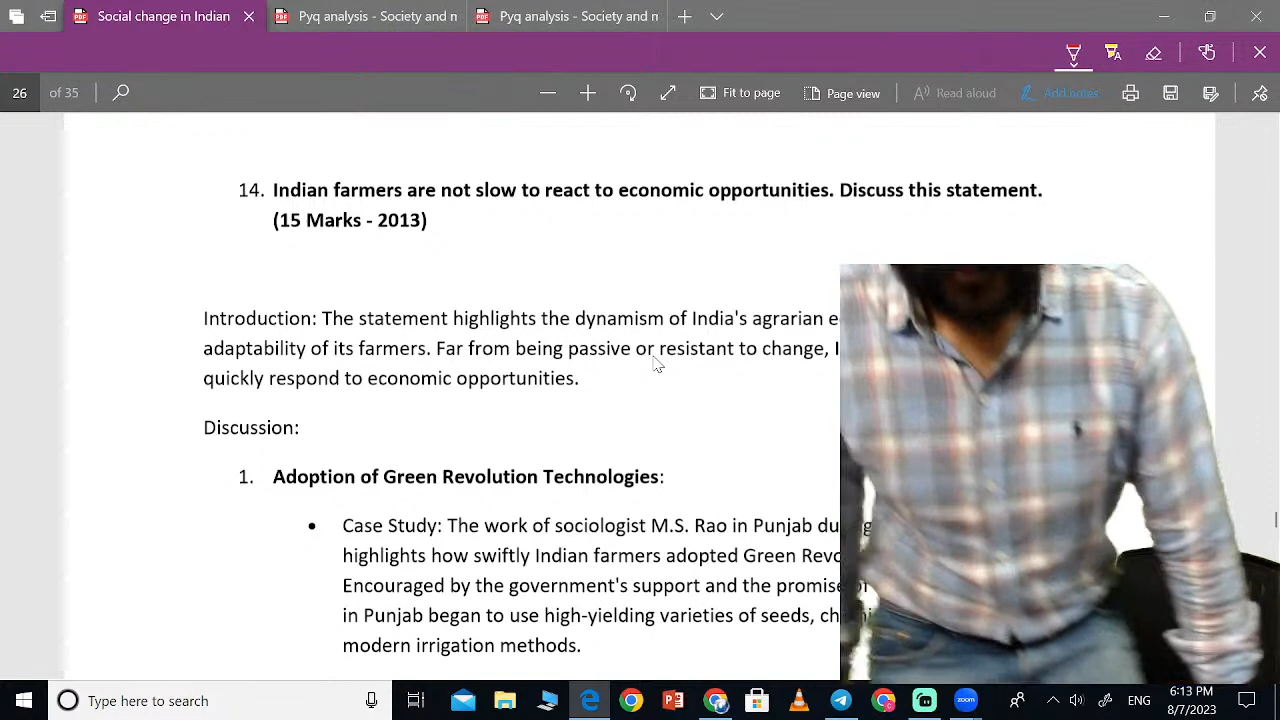 Social change in Indian
Pyq analysis - Society and n
Pyq analysis - Society and n
26 of 35
Fit to page
Page view
Read aloud
Add notes
14. Indian farmers are not slow to react to economic opportunities. Discuss this statement.
(15 Marks - 2013)
Introduction: The statement highlights the dynamism of India's agrarian e
adaptability of its farmers. Far from being passive or resistant to change, I
quickly respond to economic opportunities.
Discussion:
1. Adoption of Green Revolution Technologies:
• Case Study: The work of sociologist M.S. Rao in Punjab during
highlights how swiftly Indian farmers adopted Green Revo
Encouraged by the government's support and the promise of
in Punjab began to use high-yielding varieties of seeds,
modern irrigation methods.
Type here to search
zoom
ENG
6:13 PM
8/7/2023